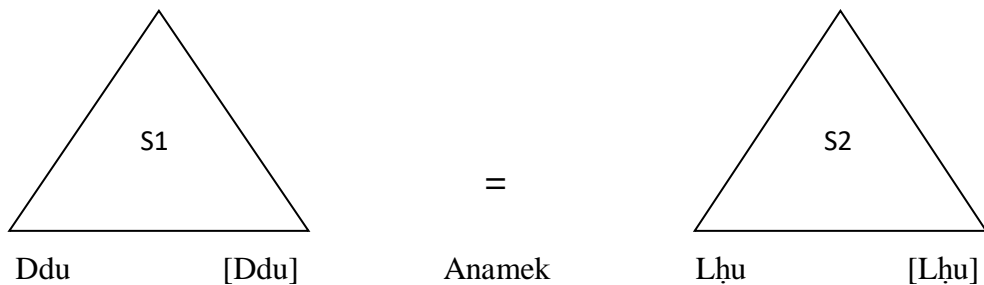 S1 S2
=
Ddu [Ddu] Anamek Lḥu [Lḥu]